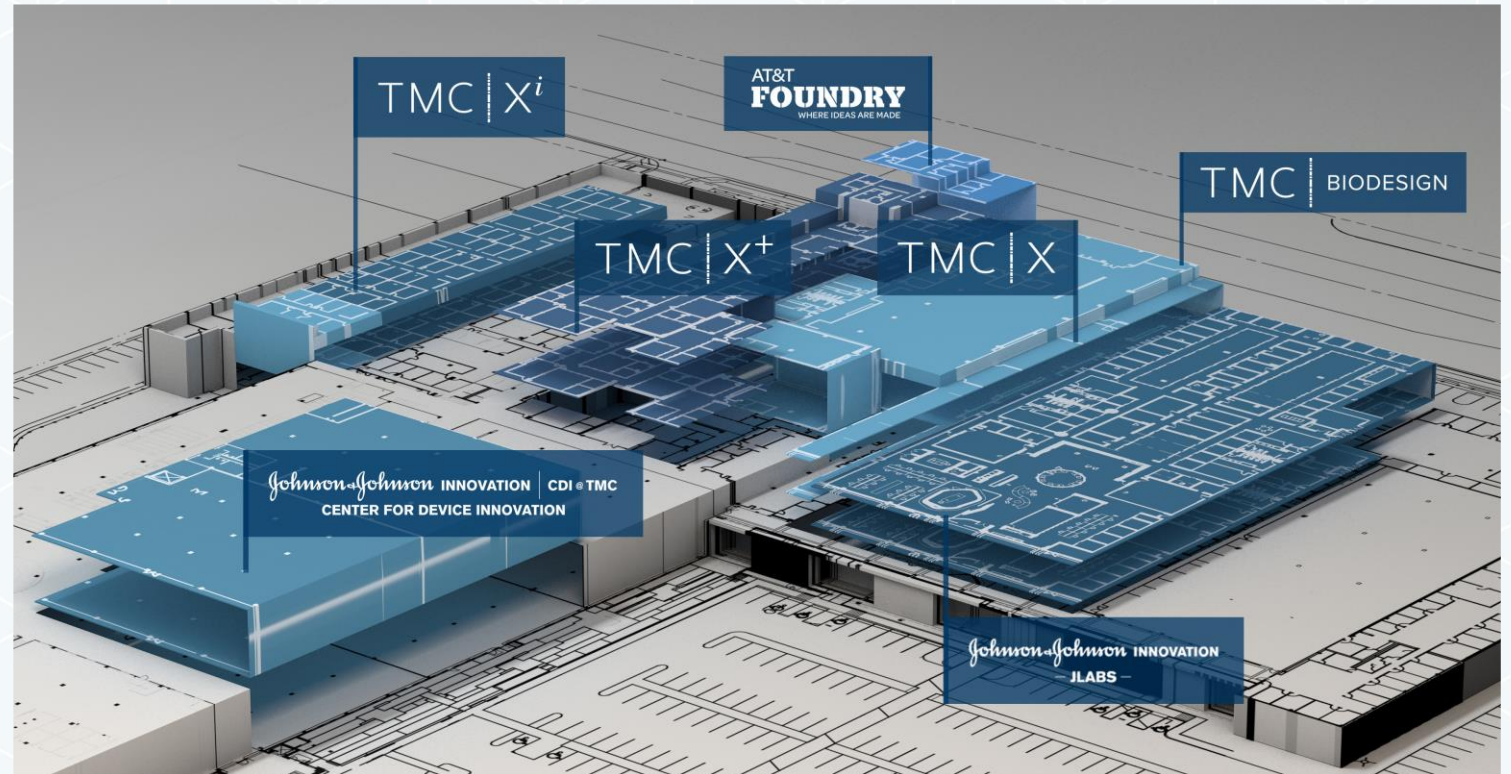 TMC | Xⁱ
AT&T
FOUNDRY
WHERE IDEAS ARE MADE
TMC | BIODESIGN
TMC | X⁺
TMC | X
Johnson & Johnson INNOVATION | CDI @ TMC
CENTER FOR DEVICE INNOVATION
Johnson & Johnson INNOVATION
– JLABS –